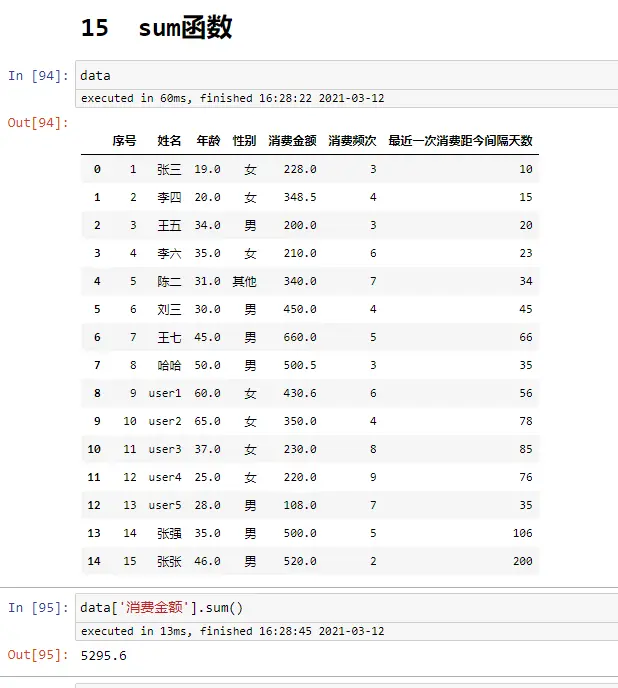 15 sum函数
In [94]: data
executed in 60ms, finished 16:28:22 2021-03-12
Out[94]:
序号 姓名 年龄 性别 消费金额 消费频次 最近一次消费距今间隔天数
0 1 张三 19.0 女 228.0 3 10
1 2 李四 20.0 女 348.5 4 15
2 3 王五 34.0 男 200.0 3 20
3 4 李六 35.0 女 210.0 6 23
4 5 陈二 31.0 其他 340.0 7 34
5 6 刘三 30.0 男 450.0 4 45
6 7 王七 45.0 男 660.0 5 66
7 8 哈哈 50.0 男 500.5 3 35
8 9 user1 60.0 女 430.6 6 56
9 10 user2 65.0 女 350.0 4 78
10 11 user3 37.0 女 230.0 8 85
11 12 user4 25.0 女 220.0 9 76
12 13 user5 28.0 男 108.0 7 35
13 14 张强 35.0 男 500.0 5 106
14 15 张张 46.0 男 520.0 2 200
In [95]: data['消费金额'].sum()
executed in 13ms, finished 16:28:45 2021-03-12
Out[95]: 5295.6